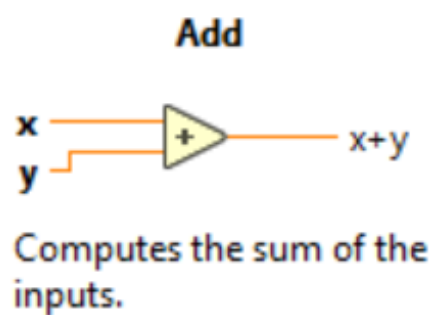 Add
x
+
x+y
y
Computes the sum of the
inputs.